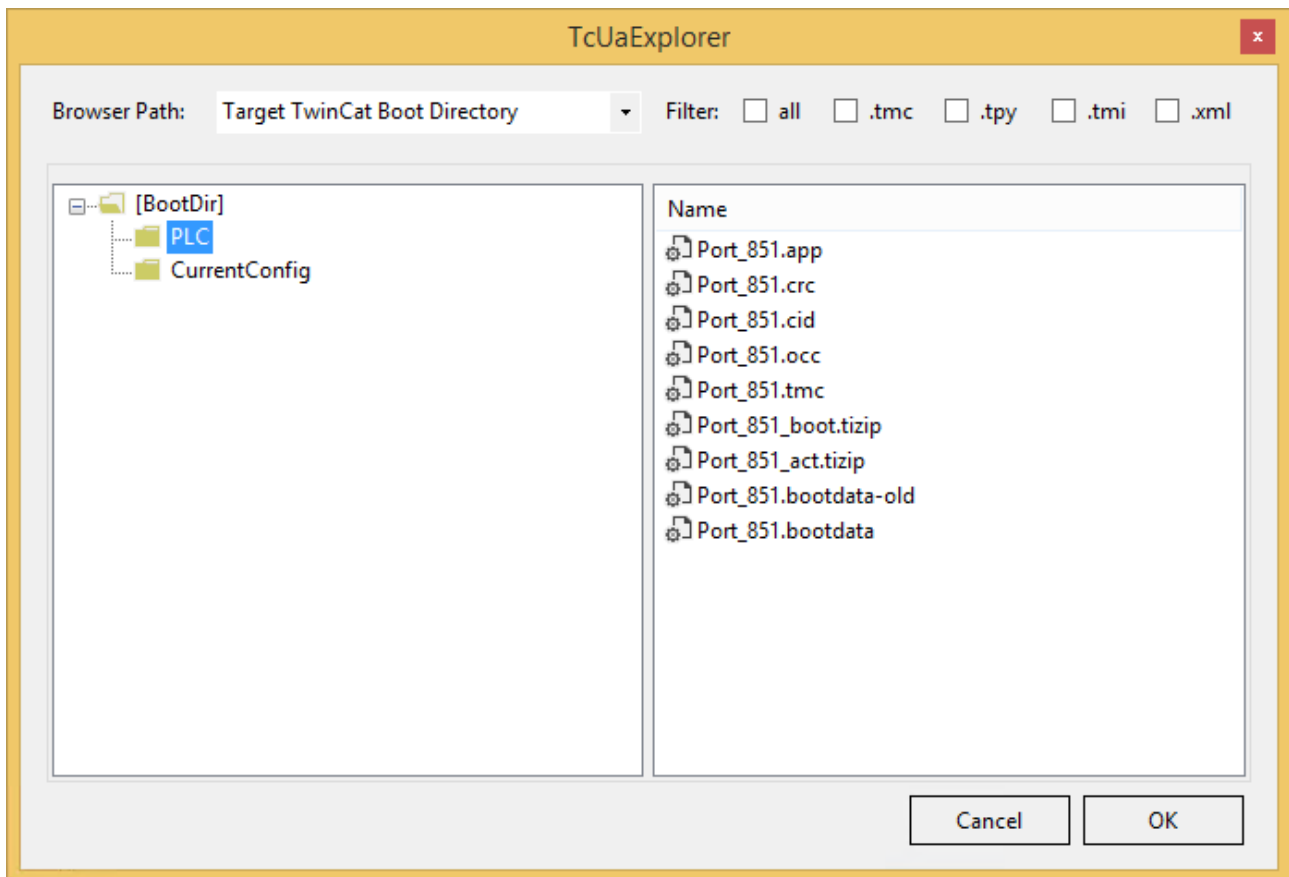 TcUaExplorer
x
Browser Path: Target TwinCat Boot Directory Filter: all .tmc .tpy .tmi .xml
[BootDir]
PLC
CurrentConfig
Name
Port_851.app
Port_851.crc
Port_851.cid
Port_851.occ
Port_851.tmc
Port_851_boot.tizip
Port_851_act.tizip
Port_851.bootdata-old
Port_851.bootdata
Cancel OK